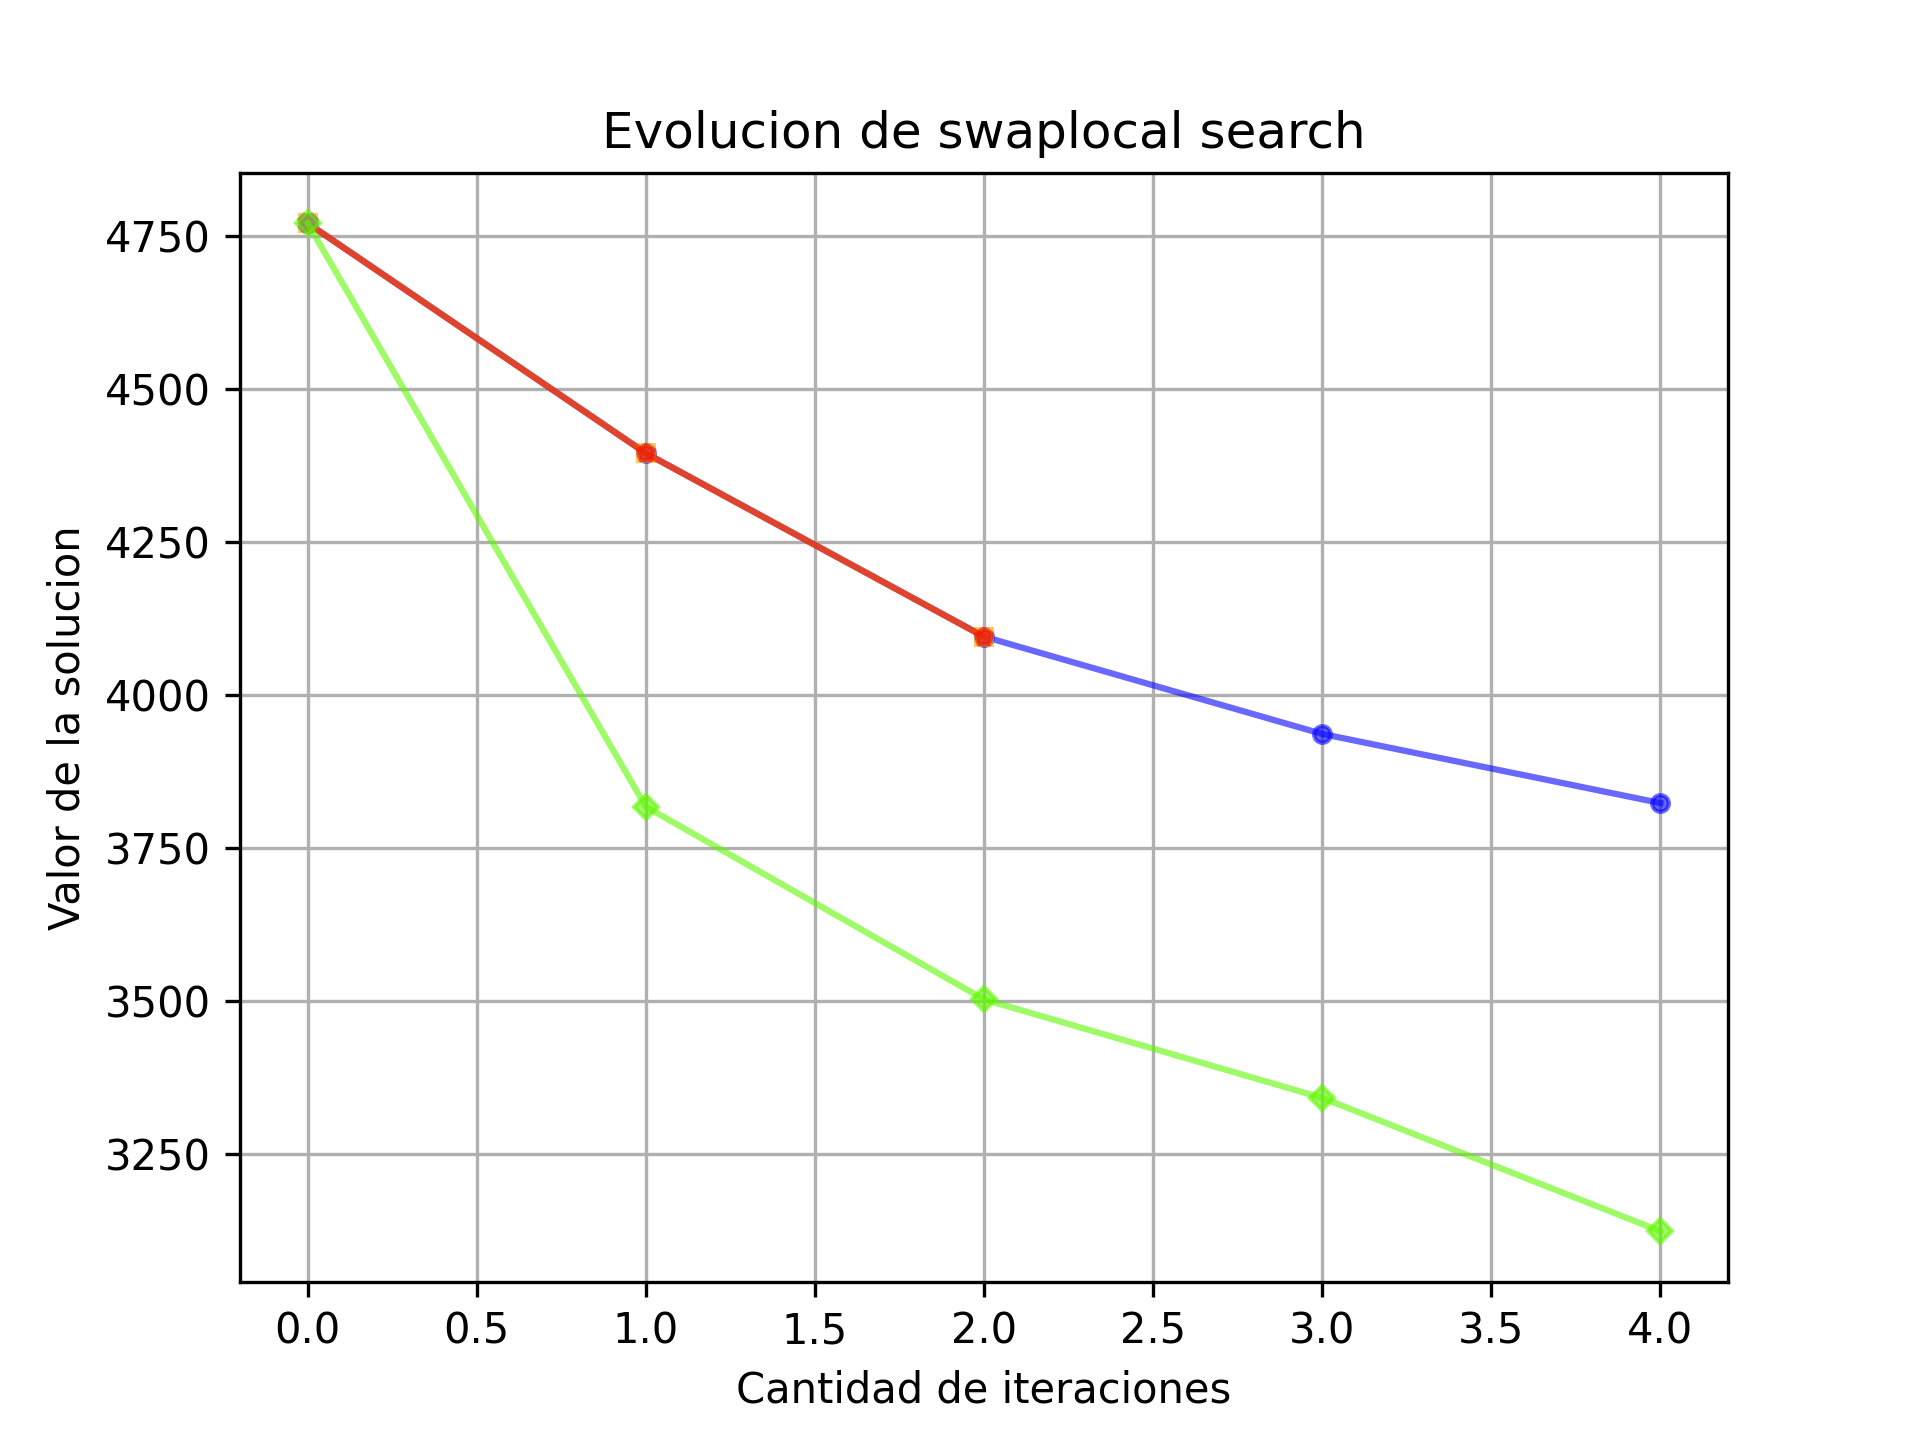 Evolucion de swaplocal search
Valor de la solucion
4750
4500
4250
4000
3750
3500
3250
0.0 0.5 1.0 1.5 2.0 2.5 3.0 3.5 4.0
Cantidad de iteraciones